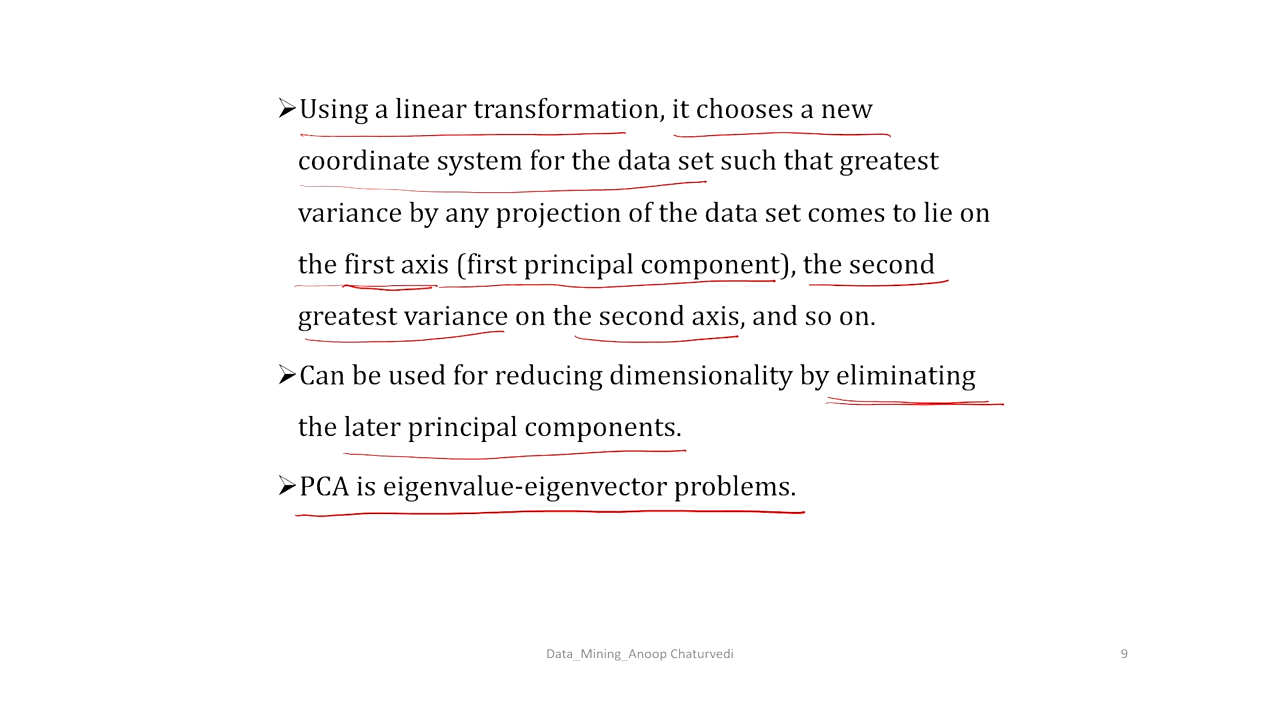 ➢Using a linear transformation, it chooses a new
coordinate system for the data set such that greatest
variance by any projection of the data set comes to lie on
the first axis (first principal component), the second
greatest variance on the second axis, and so on.
➢Can be used for reducing dimensionality by eliminating
the later principal components.
➢PCA is eigenvalue-eigenvector problems.
Data_Mining_Anoop Chaturvedi
9